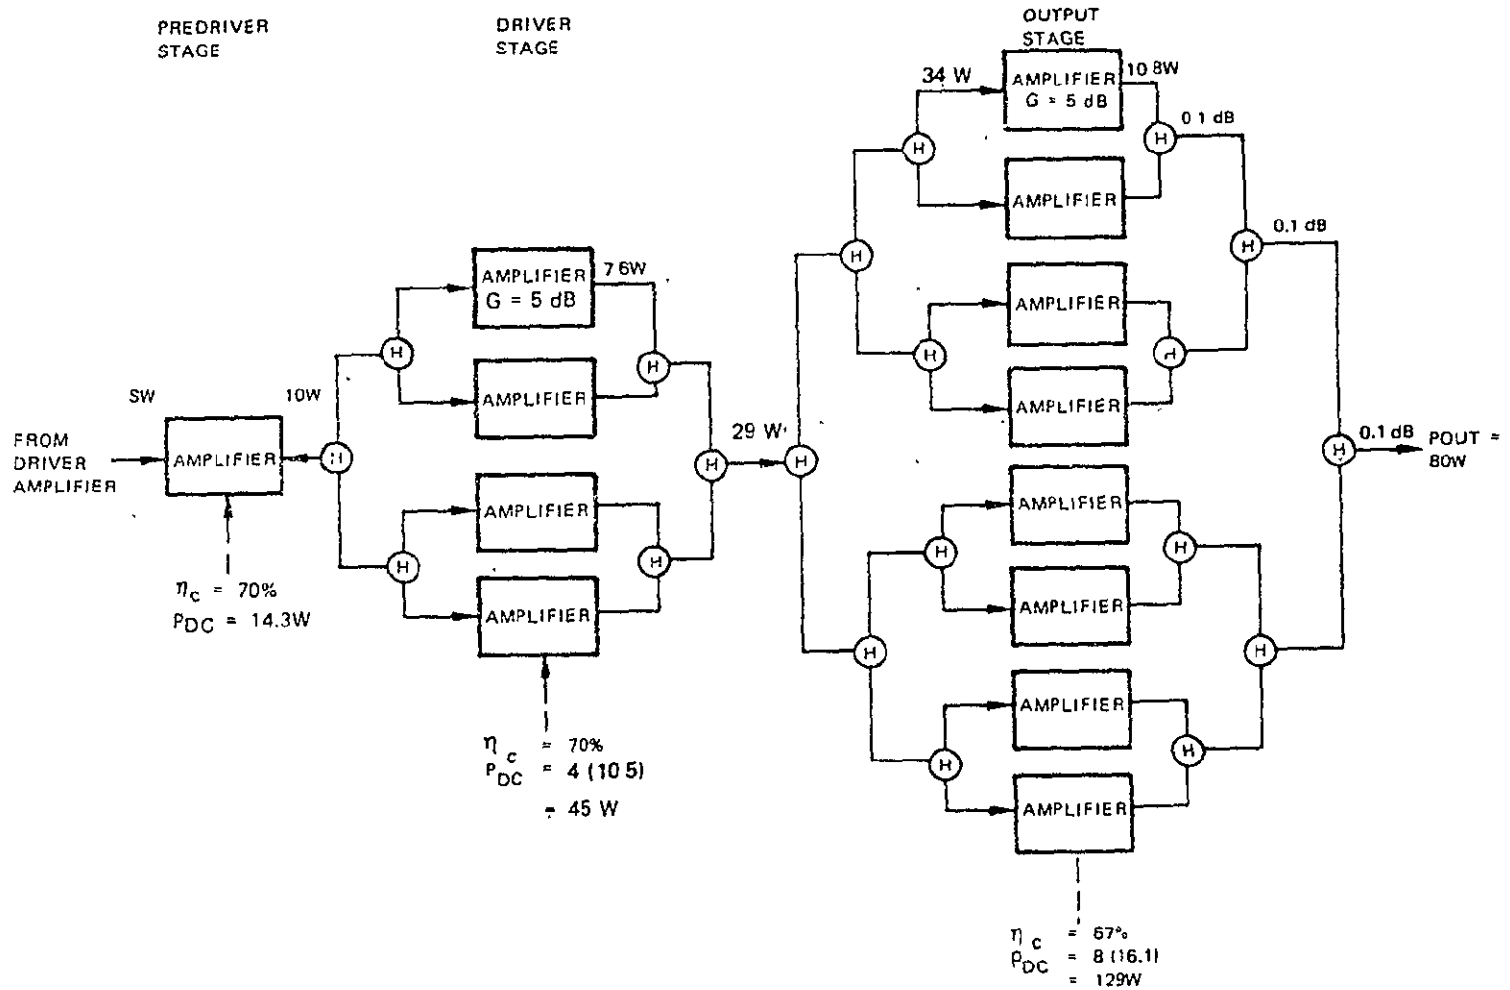 PREDRIVER
STAGE
DRIVER
STAGE
OUTPUT
STAGE
34 W
AMPLIFIER
G = 5 dB
10 8W
H
0 1 dB
H
AMPLIFIER
H
0.1 dB
H
AMPLIFIER
G = 5 dB
7 6W
AMPLIFIER
H
H
H
H
AMPLIFIER
AMPLIFIER
SW
10W
29 W
0.1 dB
POUT =
80W
FROM
DRIVER
AMPLIFIER
AMPLIFIER
H
H
H
H
AMPLIFIER
AMPLIFIER
H
H
AMPLIFIER
H
H
AMPLIFIER
AMPLIFIER
H
H
ηc = 70%
PDC = 14.3W
AMPLIFIER
H
H
ηc = 70%
PDC = 4 (10 5)
= 45 W
AMPLIFIER
ηc = 67%
PDC = 8 (16.1)
= 129W